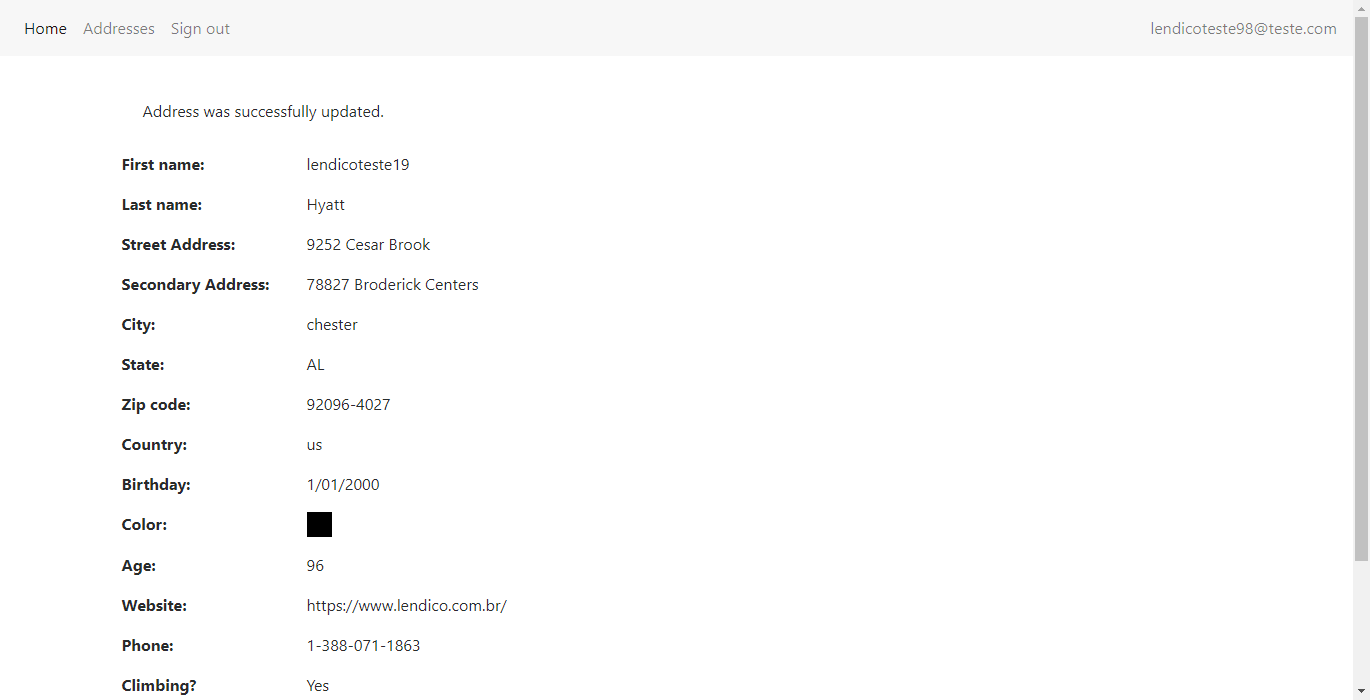 Home Addresses Sign out lendicoteste98@teste.com
Address was successfully updated.
First name: lendicoteste19
Last name: Hyatt
Street Address: 9252 Cesar Brook
Secondary Address: 78827 Broderick Centers
City: chester
State: AL
Zip code: 92096-4027
Country: us
Birthday: 1/01/2000
Color:
Age: 96
Website: https://www.lendico.com.br/
Phone: 1-388-071-1863
Climbing? Yes